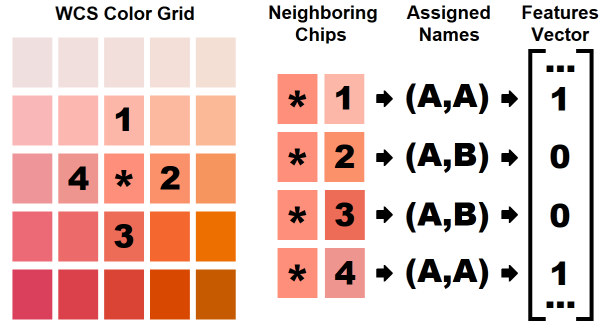 WCS Color Grid
Neighboring Chips
Assigned Names
Features Vector
1
4 * 2
3
* 1 (A,A) 1
* 2 (A,B) 0
* 3 (A,B) 0
* 4 (A,A) 1
...
...